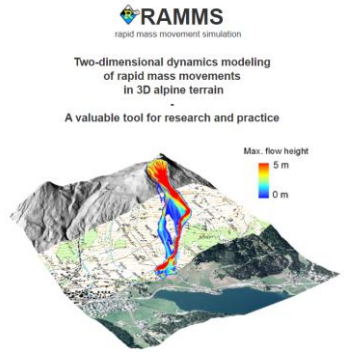 RAMMS
rapid mass movement simulation
Two-dimensional dynamics modeling
of rapid mass movements
in 3D alpine terrain
-
A valuable tool for research and practice
Max. flow height
5 m
0 m